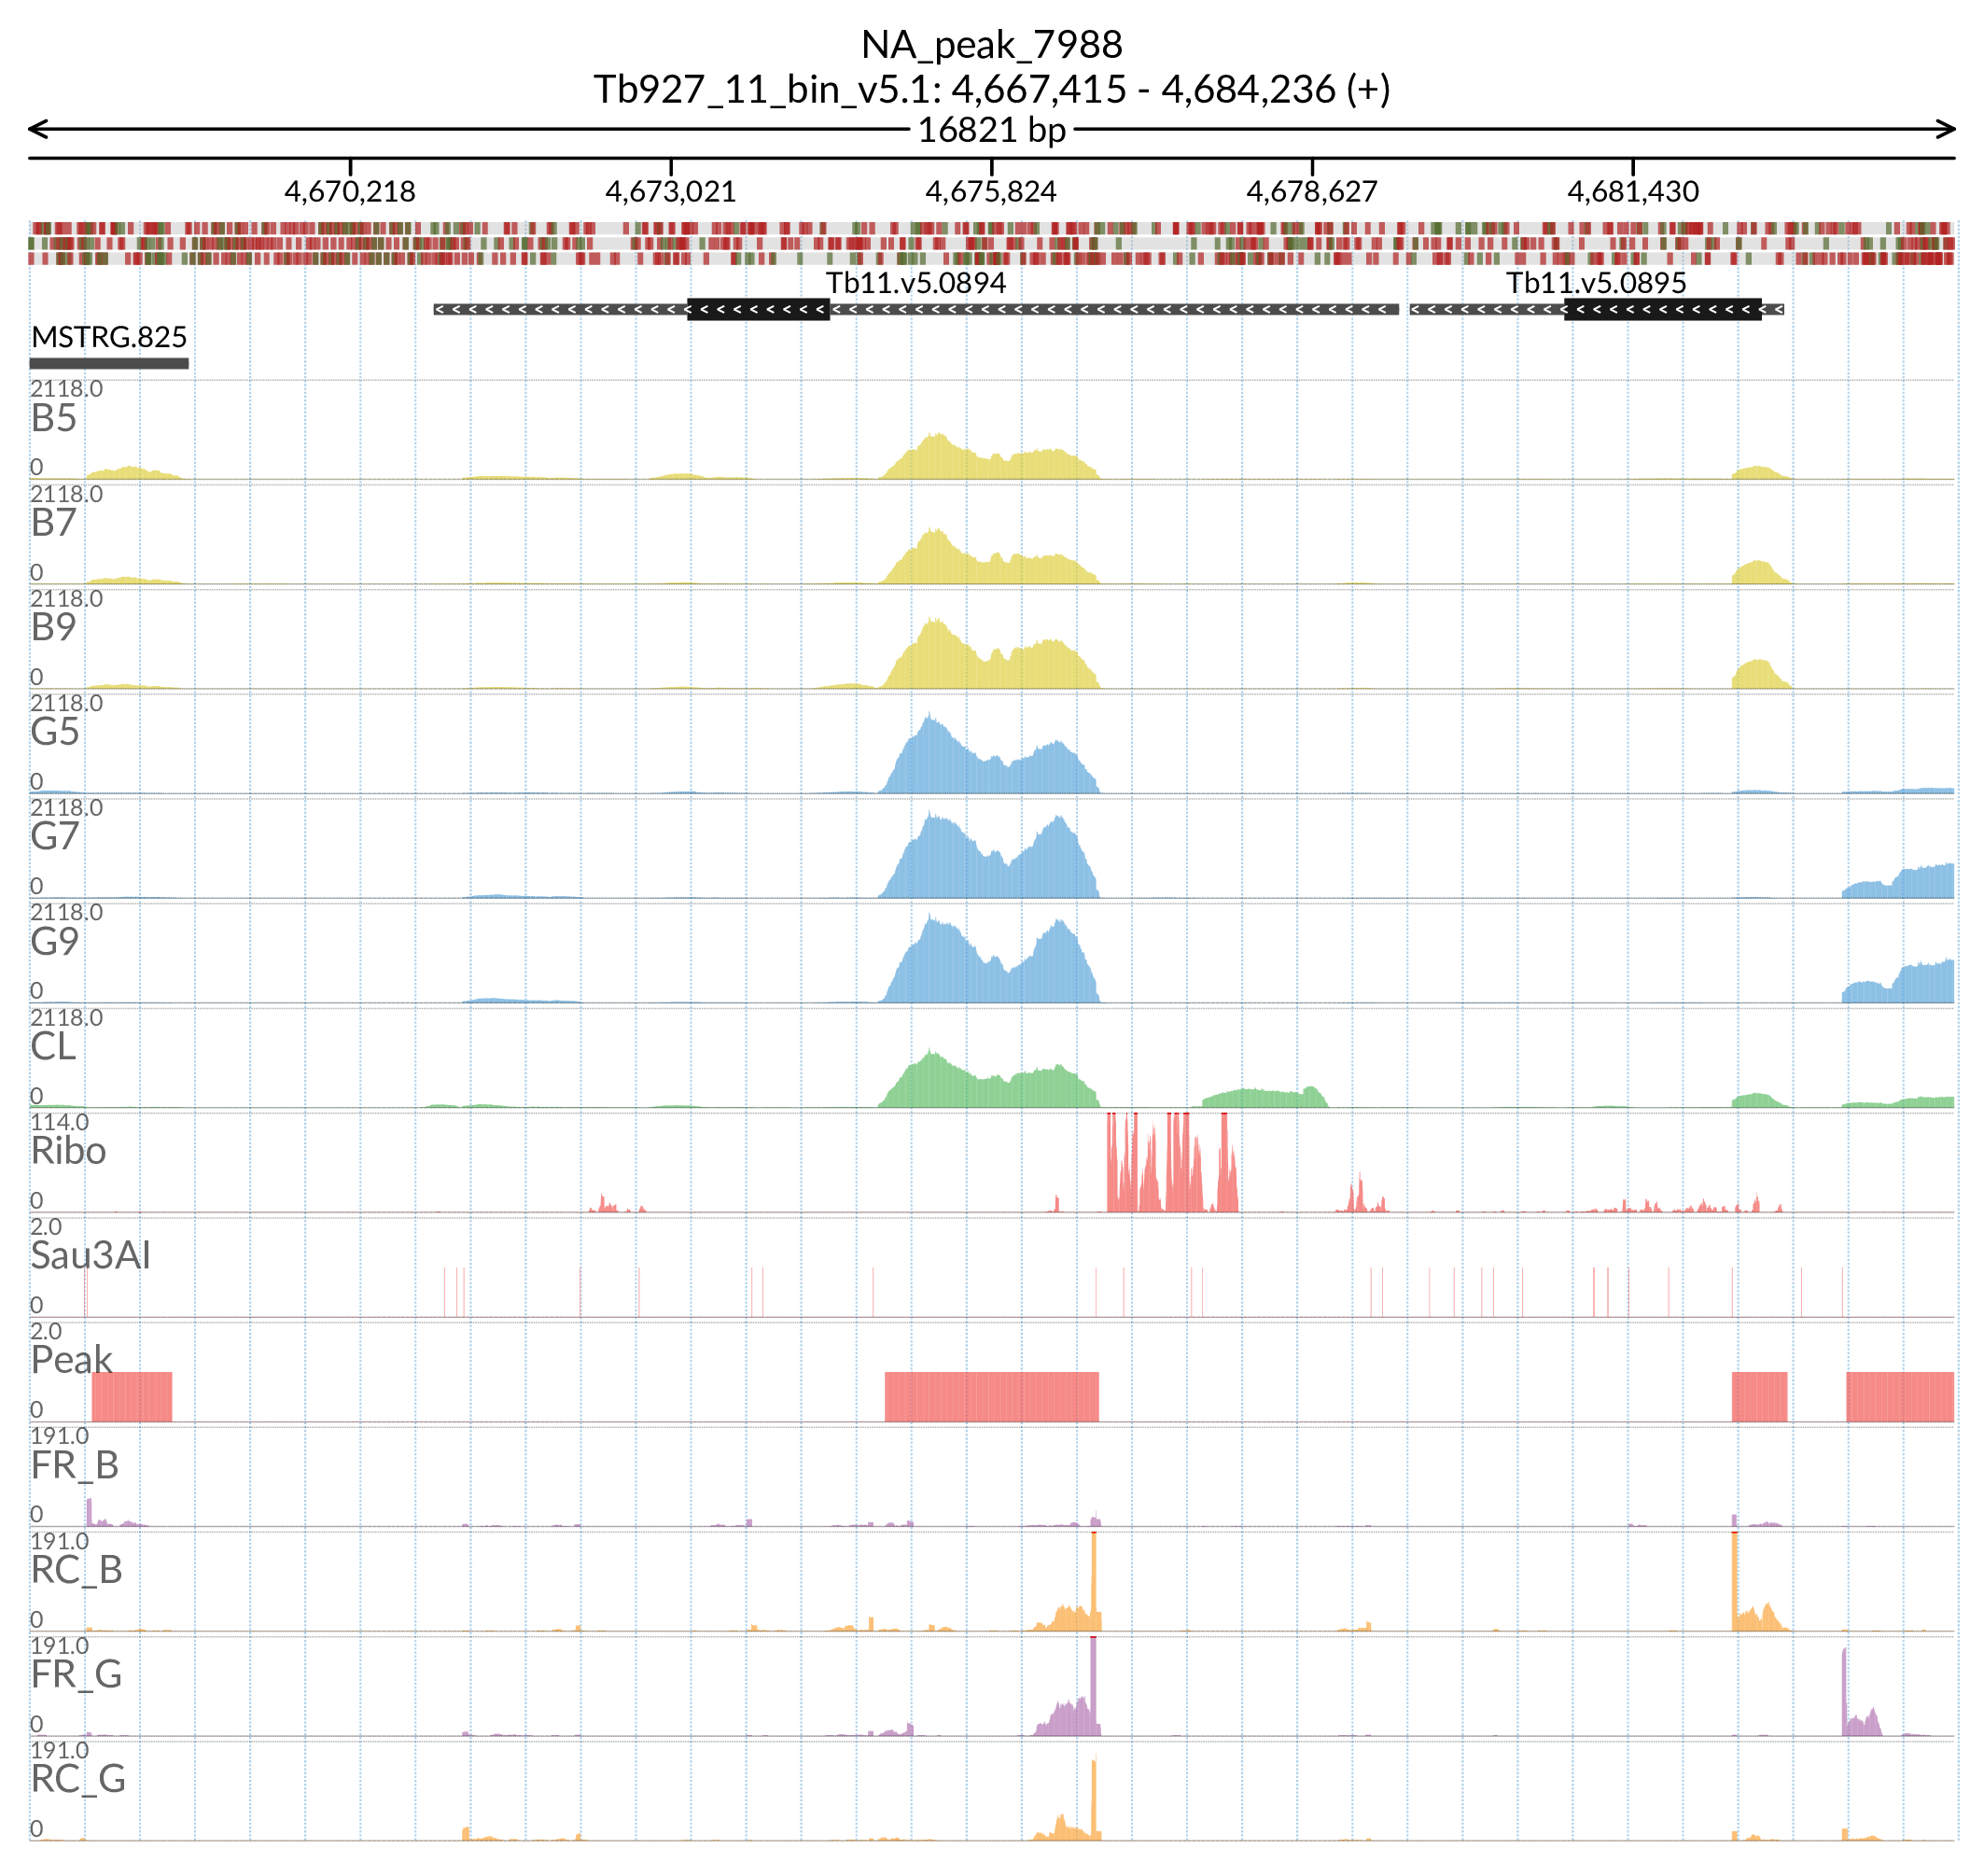 NA_peak_7988
Tb927_11_bin_v5.1: 4,667,415 - 4,684,236 (+)
16821 bp
4,670,218 4,673,021 4,675,824 4,678,627 4,681,430
Tb11.v5.0894 Tb11.v5.0895
MSTRG.825
2118.0
B5
0
2118.0
B7
0
2118.0
B9
0
2118.0
G5
0
2118.0
G7
0
2118.0
G9
0
2118.0
CL
0
114.0
Ribo
0
2.0
Sau3AI
0
2.0
Peak
0
191.0
FR_B
0
191.0
RC_B
0
191.0
FR_G
0
191.0
RC_G
0